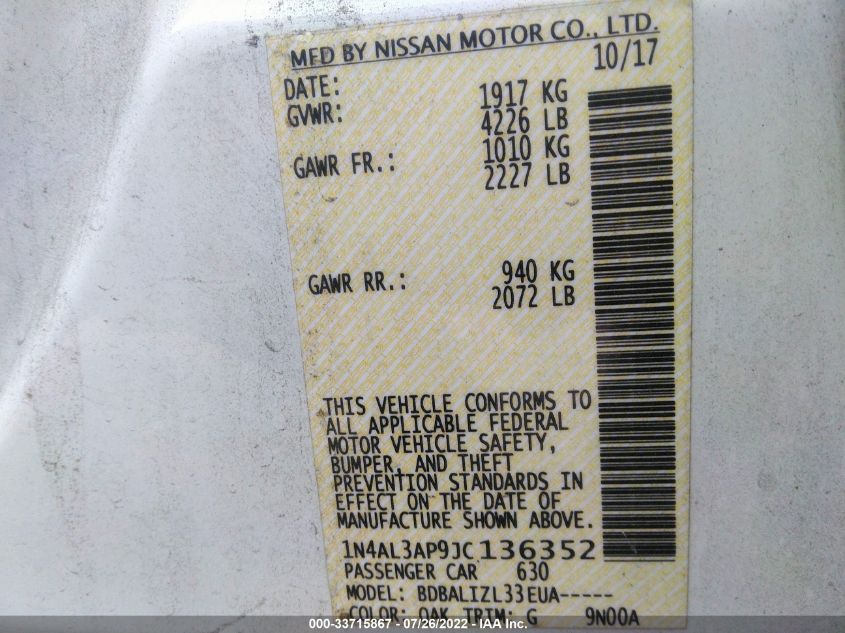 MFD BY NISSAN MOTOR CO., LTD.
DATE: 10/17
GVWR: 1917 KG
4226 LB
GAWR FR.: 1010 KG
2227 LB
GAWR RR.: 940 KG
2072 LB
THIS VEHICLE CONFORMS TO
ALL APPLICABLE FEDERAL
MOTOR VEHICLE SAFETY,
BUMPER, AND THEFT
PREVENTION STANDARDS IN
EFFECT ON THE DATE OF
MANUFACTURE SHOWN ABOVE.
1N4AL3AP9JC136352
PASSENGER CAR 630
MODEL: BDBALIZL33EUA-----
COLOR: QAK TRIM: G 9N00A
000-33715867 - 07/26/2022 - IAA Inc.